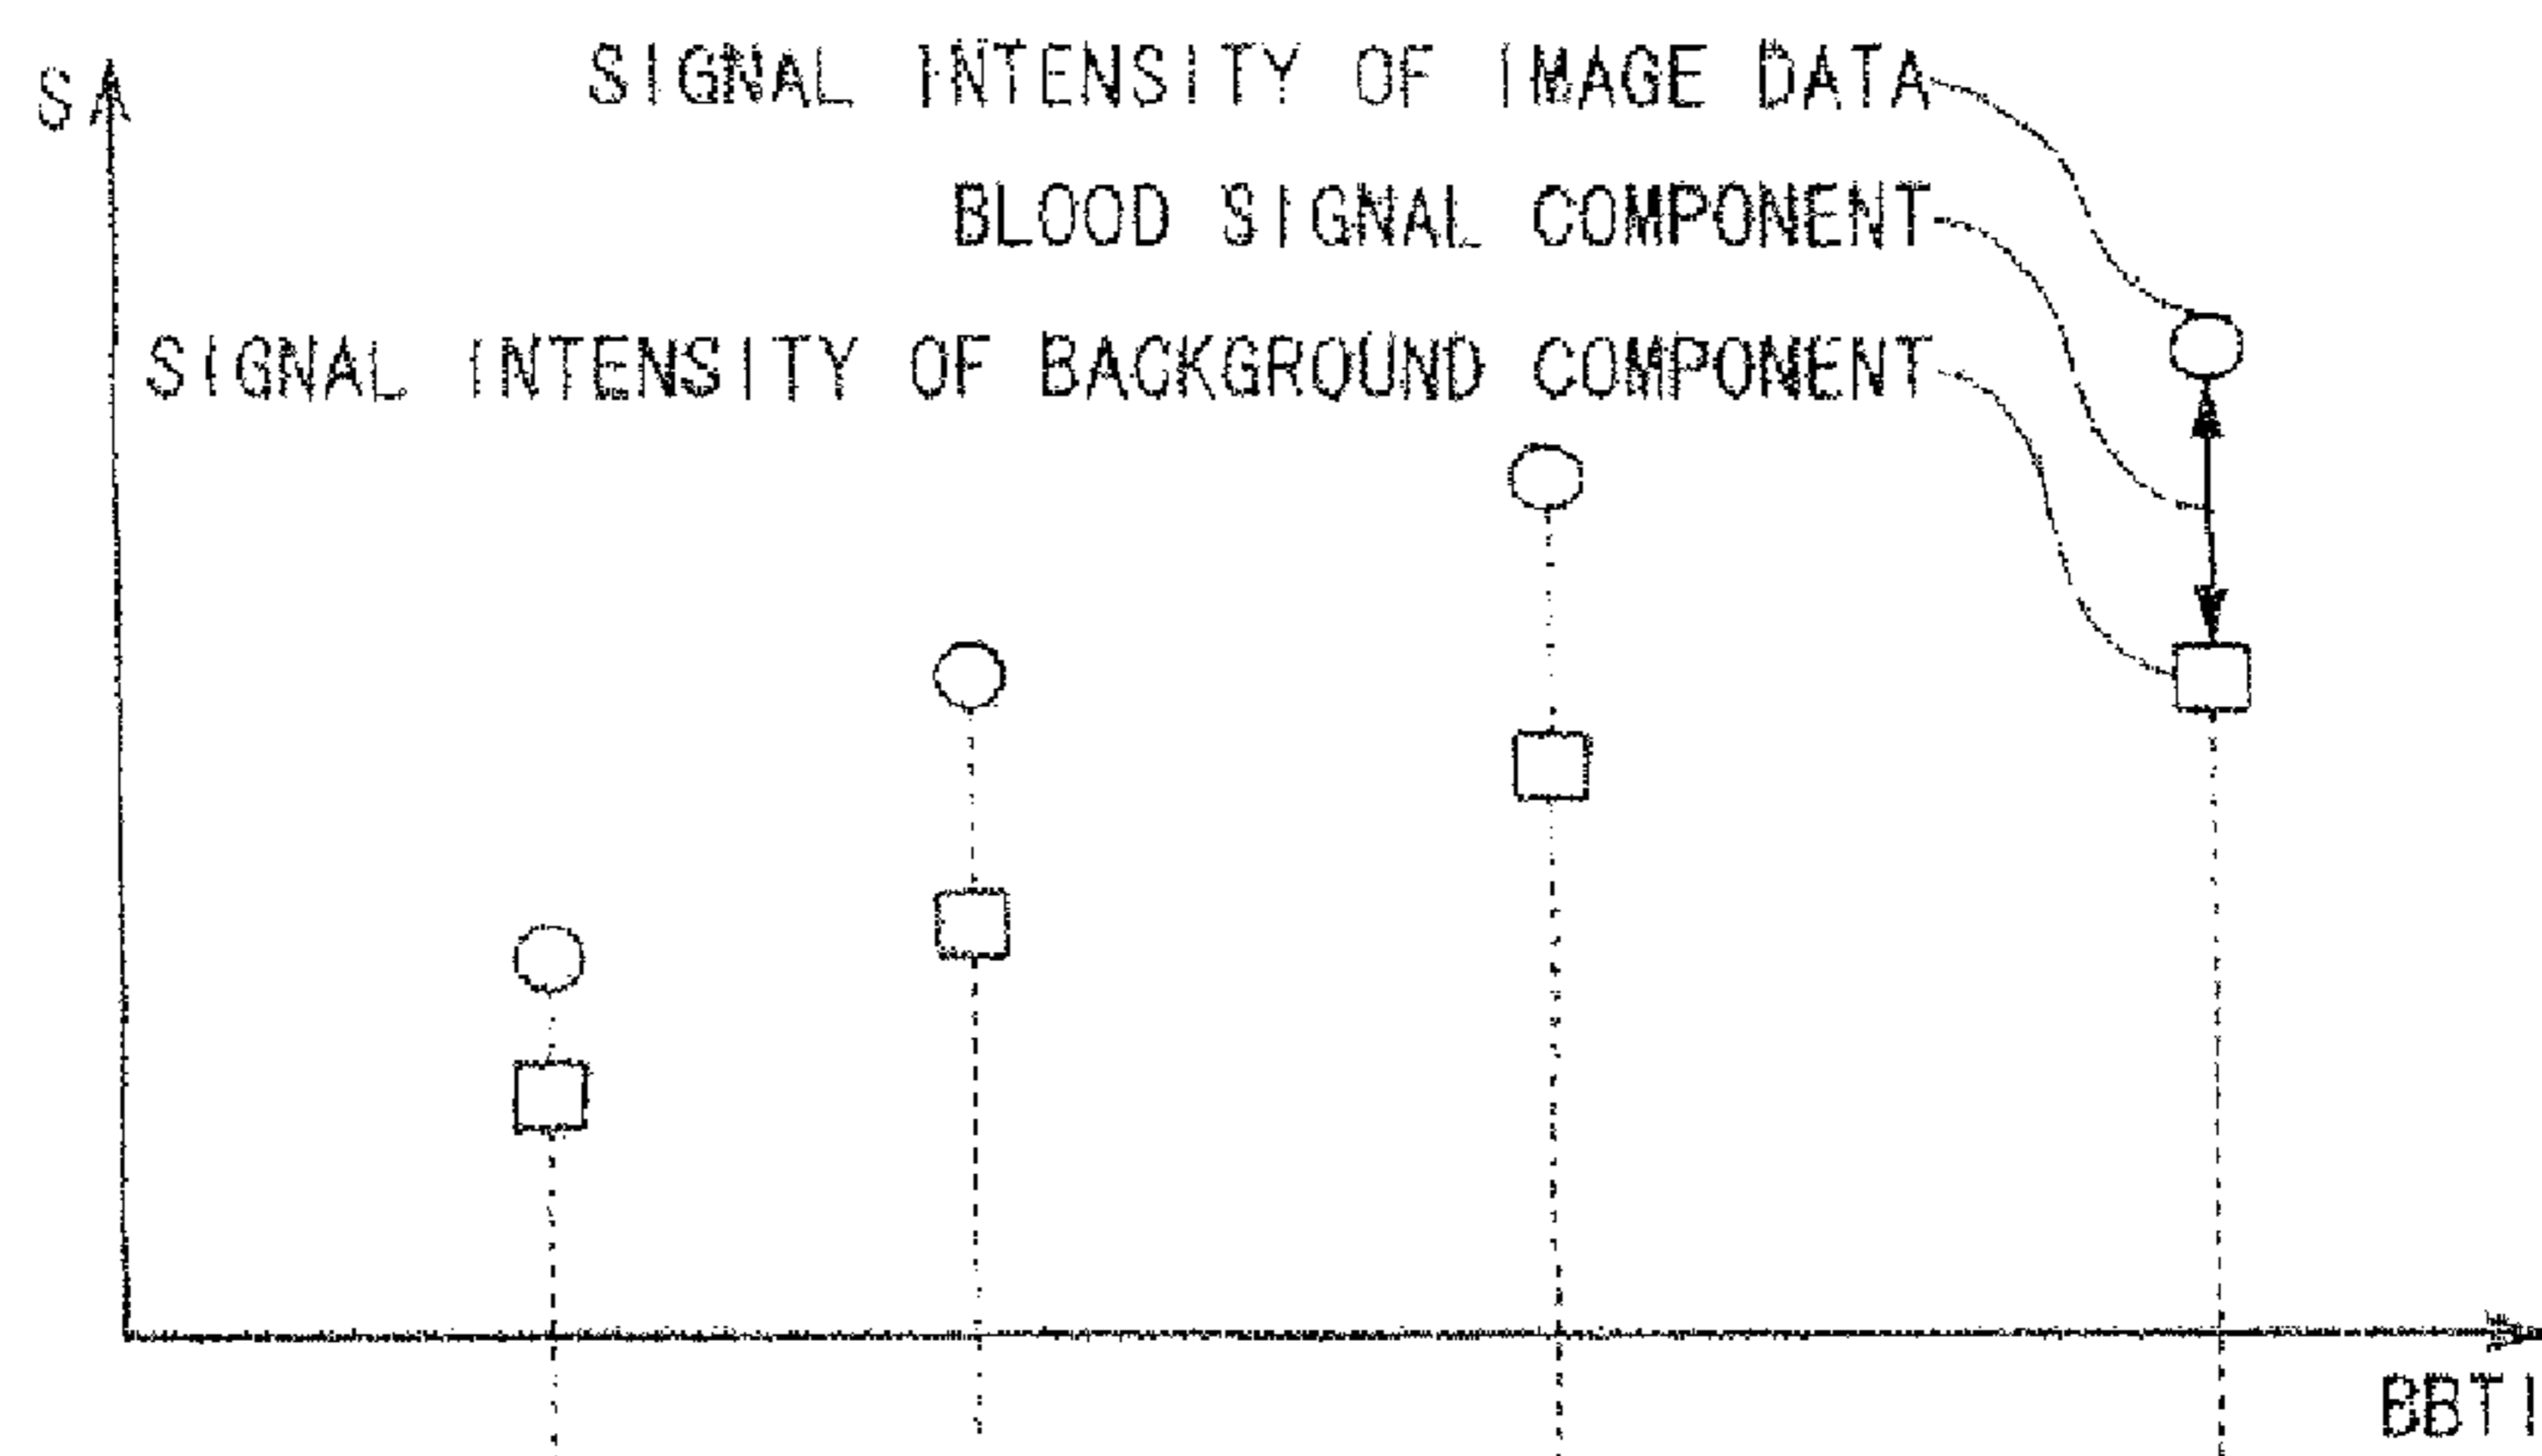 S
SIGNAL INTENSITY OF IMAGE DATA
BLOOD SIGNAL COMPONENT
SIGNAL INTENSITY OF BACKGROUND COMPONENT
BBTI